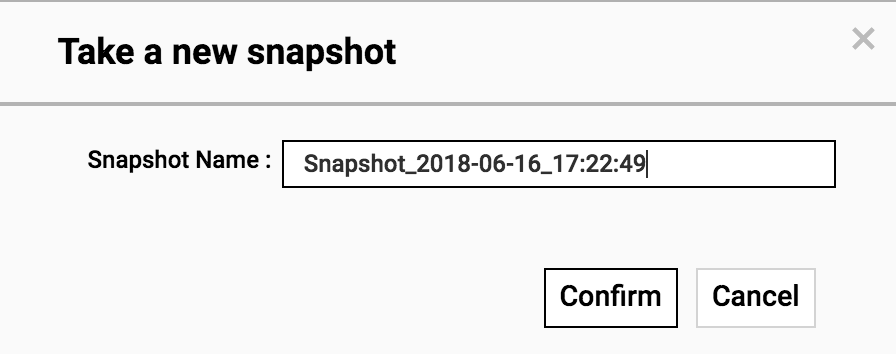 Take a new snapshot
Snapshot Name : Snapshot_2018-06-16_17:22:49
Confirm Cancel